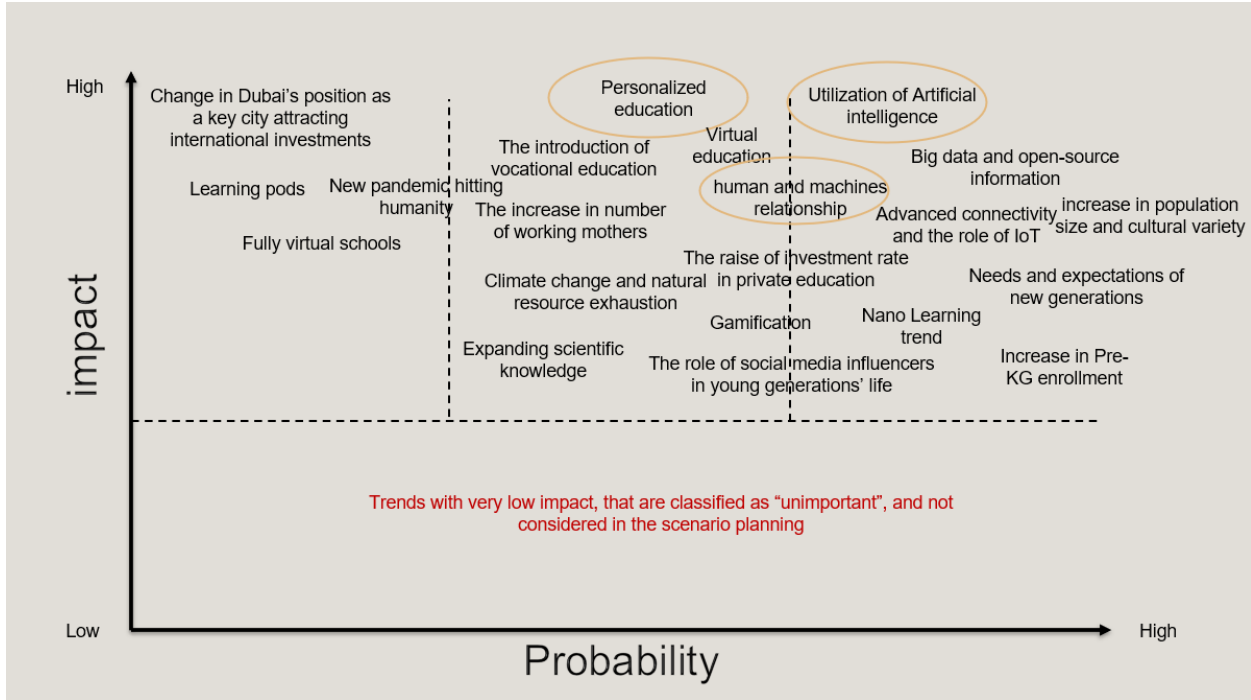 High
Change in Dubai's position as
a key city attracting
international investments
Personalized
education
Utilization of Artificial
intelligence
The introduction of
vocational education
Virtual
education
Big data and open-source
information
Learning pods
New pandemic hitting
humanity
human and machines
relationship
The increase in number
of working mothers
Advanced connectivity
and the role of IoT
increase in population
size and cultural variety
Fully virtual schools
The raise of investment rate
in private education
Climate change and natural
resource exhaustion
Needs and expectations of
new generations
Gamification
Nano Learning
trend
Expanding scientific
knowledge
The role of social media influencers
in young generations' life
Increase in Pre-
KG enrollment
impact
Trends with very low impact, that are classified as “unimportant”, and not
considered in the scenario planning
Low
High
Probability